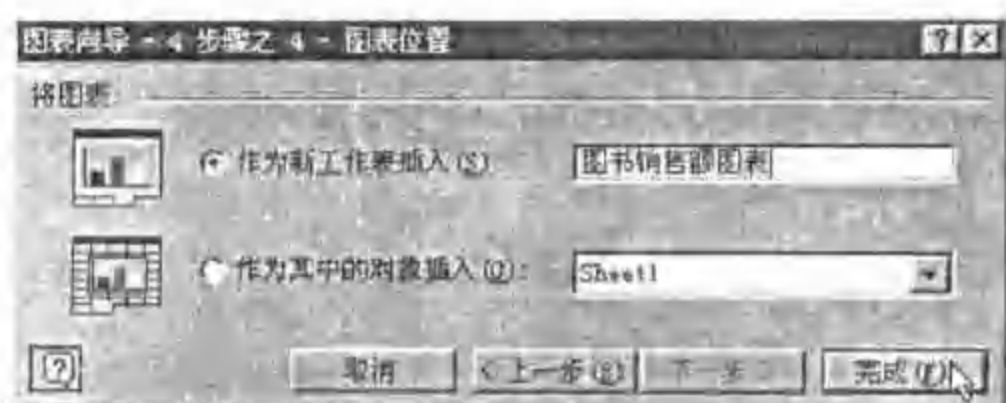 图表向导 - 4 步骤之 4 - 图表位置
将图表:
作为新工作表插入(S): 图书销售额图表
作为其中的对象插入(O): Sheet1
取消 <上一步(B) 下一步> 完成(F)